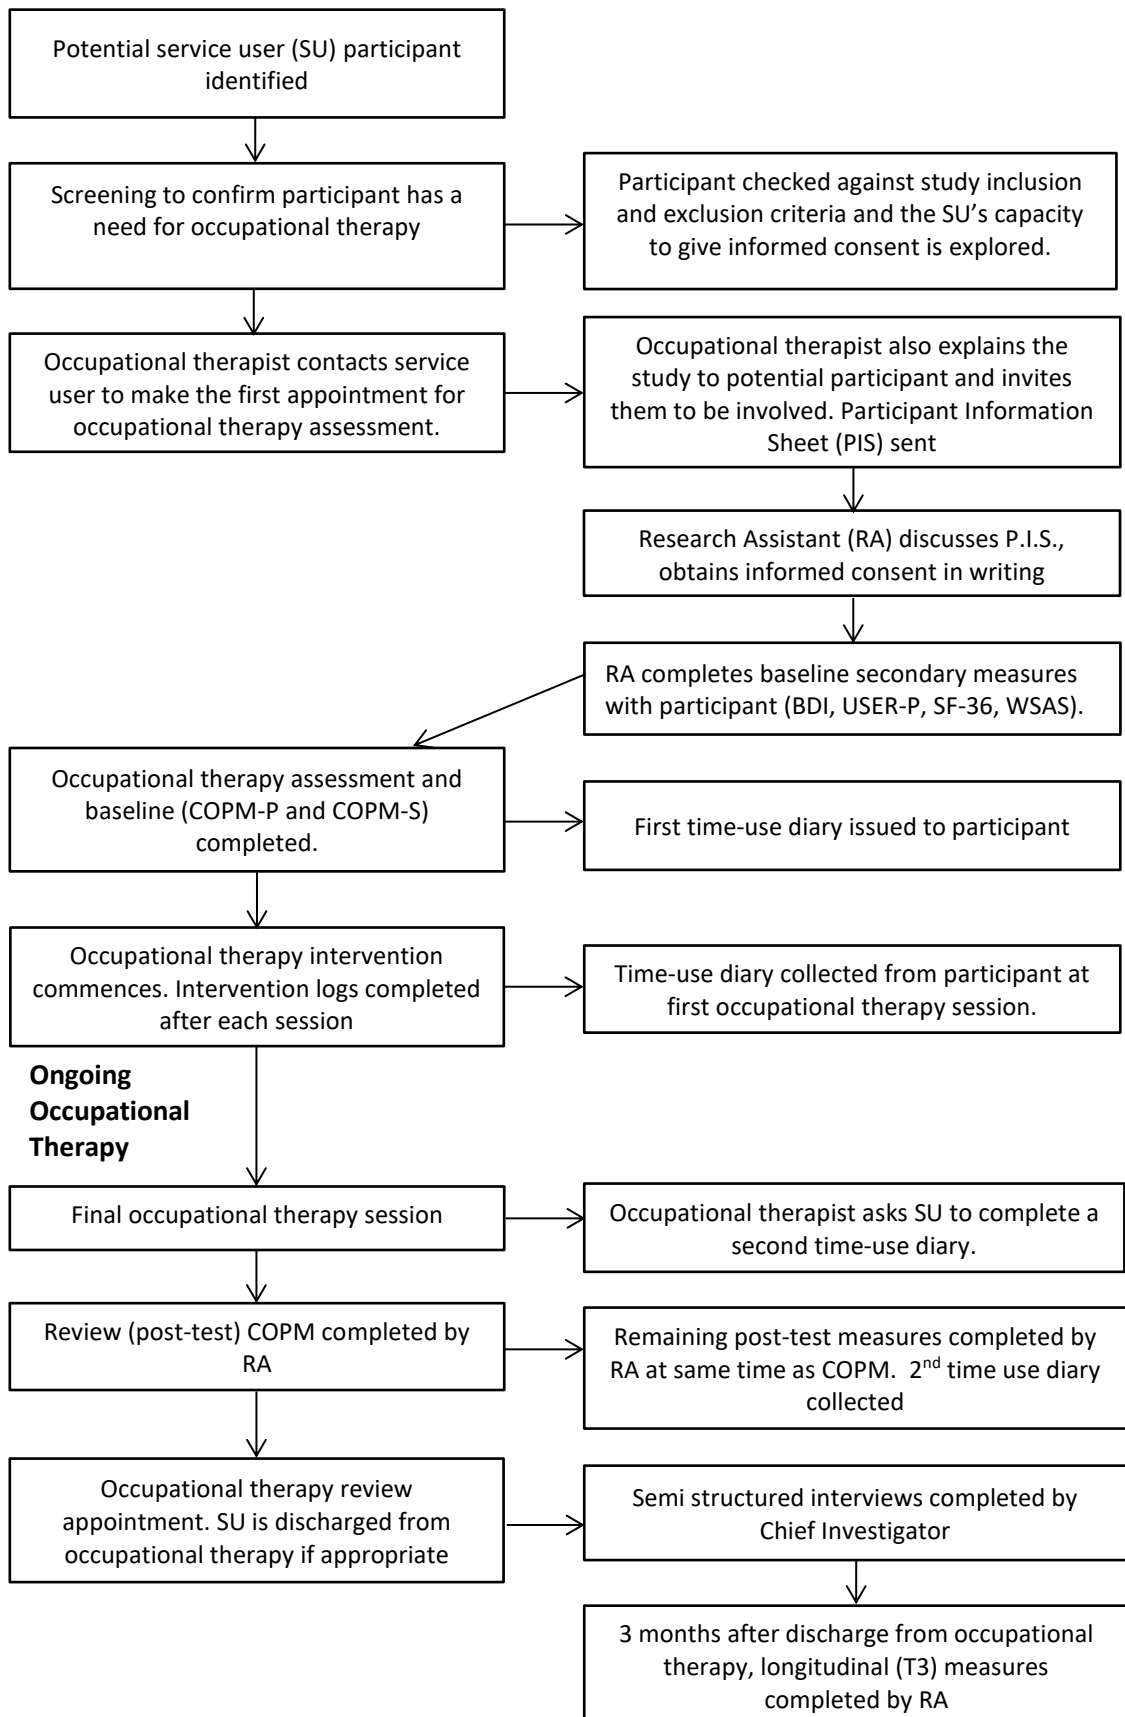 Potential service user (SU) participant
identified
Screening to confirm participant has a
need for occupational therapy
Participant checked against study inclusion
and exclusion criteria and the SU’s capacity
to give informed consent is explored.
Occupational therapist contacts service
user to make the first appointment for
occupational therapy assessment.
Occupational therapist also explains the
study to potential participant and invites
them to be involved. Participant Information
Sheet (PIS) sent
Research Assistant (RA) discusses P.I.S.,
obtains informed consent in writing
RA completes baseline secondary measures
with participant (BDI, USER-P, SF-36, WSAS).
Occupational therapy assessment and
baseline (COPM-P and COPM-S)
completed.
First time-use diary issued to participant
Occupational therapy intervention
commences. Intervention logs completed
after each session
Time-use diary collected from participant at
first occupational therapy session.
Ongoing
Occupational
Therapy
Final occupational therapy session
Occupational therapist asks SU to complete a
second time-use diary.
Review (post-test) COPM completed by
RA
Remaining post-test measures completed by
RA at same time as COPM.  2nd time use diary
collected
Occupational therapy review
appointment. SU is discharged from
occupational therapy if appropriate
Semi structured interviews completed by
Chief Investigator
3 months after discharge from occupational
therapy, longitudinal (T3) measures
completed by RA